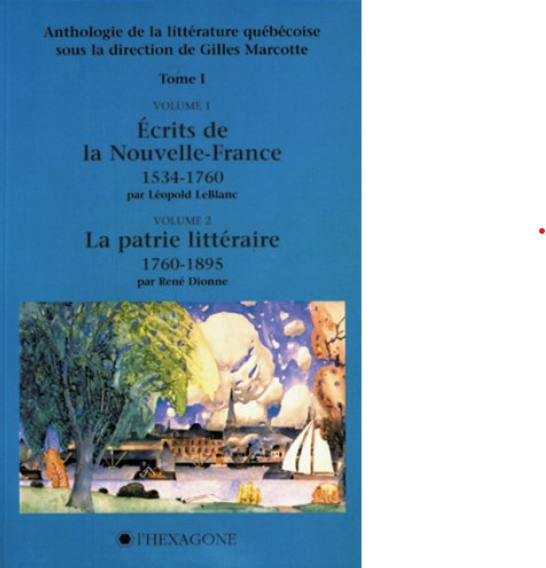 Anthologie de la littérature québécoise
sous la direction de Gilles Marcotte
Tome I
VOLUME 1
Écrits de
la Nouvelle-France
1534-1760
par Léopold LeBlanc
VOLUME 2
La patrie littéraire
1760-1895
par René Dionne
l'HEXAGONE